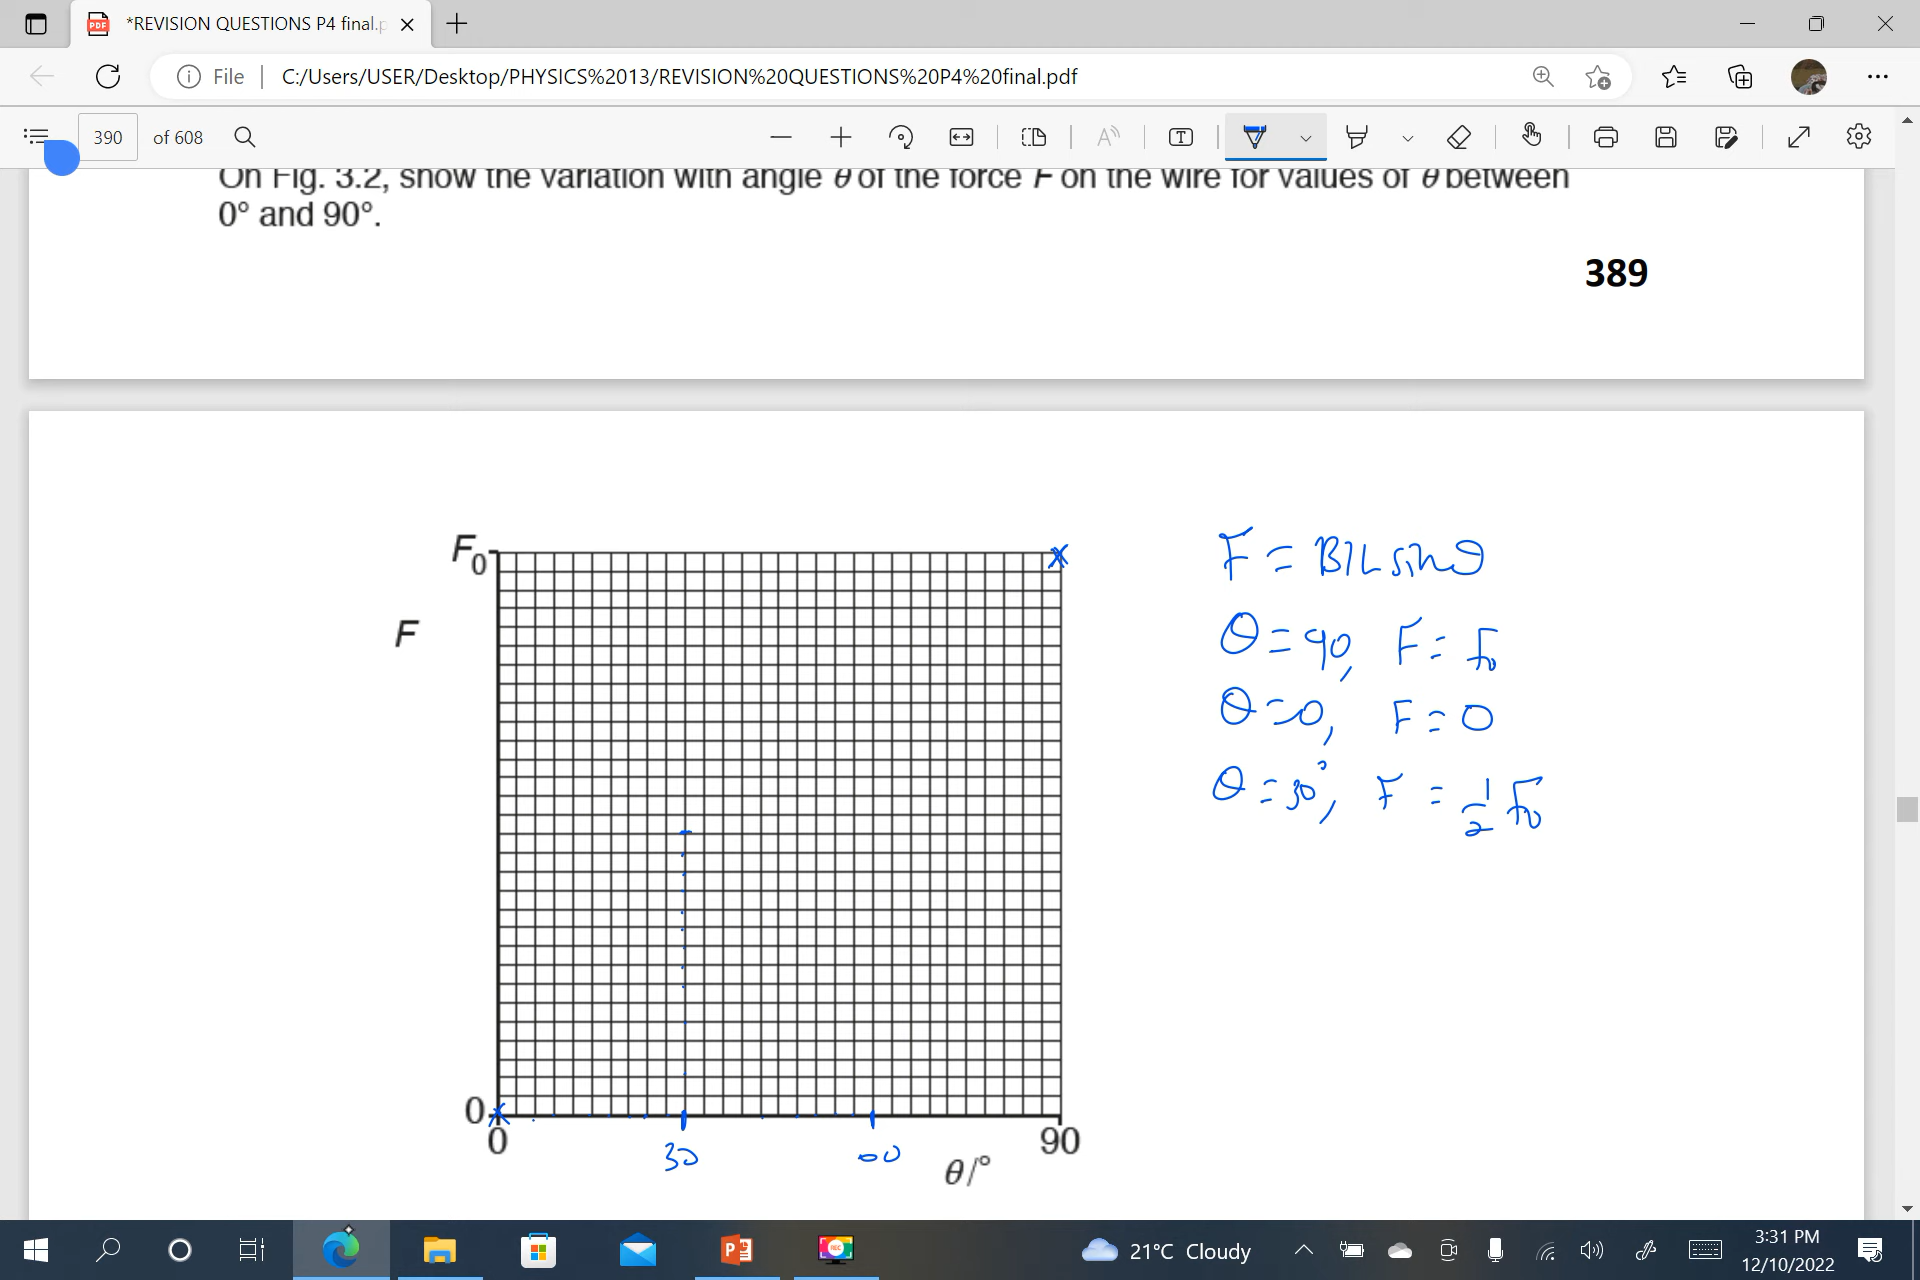 *REVISION QUESTIONS P4 final.p
File
C:/Users/USER/Desktop/PHYSICS%2013/REVISION%20QUESTIONS%20P4%20final.pdf
390 of 608
On Fig. 3.2, show the variation with angle θ of the force F on the wire for values of θ between
0° and 90°.
389
F₀
F
0
0
30
90
θ/°
F = BIL sinθ
θ = 90, F = F₀
θ = 0, F = 0
θ = 30°, F = 1/2 F₀
21°C Cloudy
3:31 PM
12/10/2022